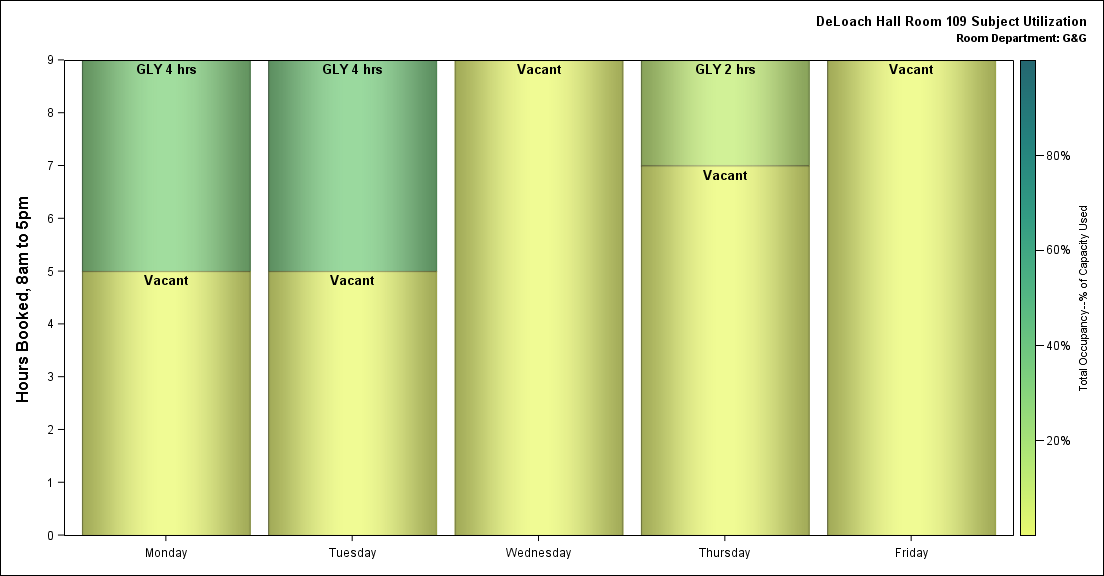 DeLoach Hall Room 109 Subject Utilization
Room Department: G&G
Hours Booked, 8am to 5pm
9
8
7
6
5
4
3
2
1
0
GLY 4 hrs
Vacant
GLY 4 hrs
Vacant
Vacant
GLY 2 hrs
Vacant
Vacant
Monday
Tuesday
Wednesday
Thursday
Friday
80%
60%
40%
20%
Total Occupancy--% of Capacity Used